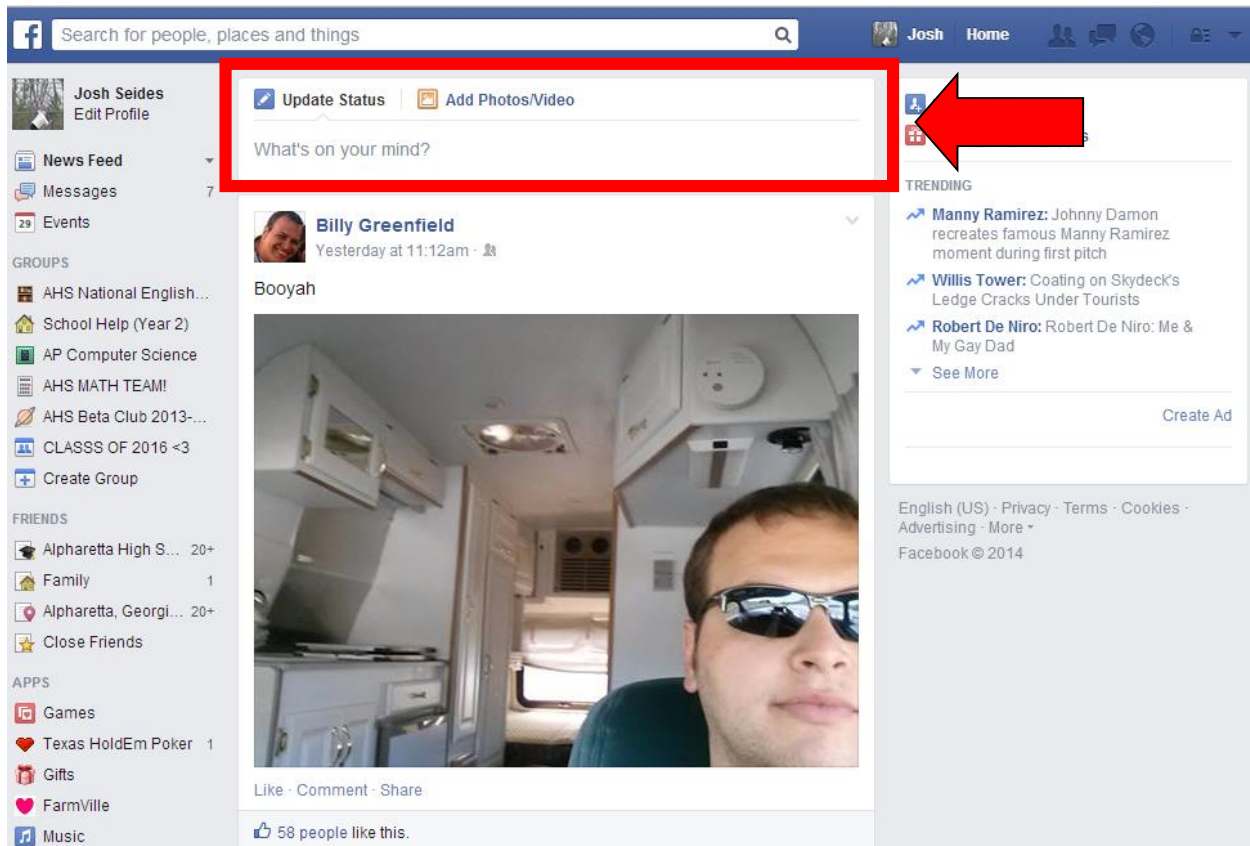 f
Search for people, places and things
Josh Home
Josh Seides
Edit Profile
News Feed
Messages 7
29 Events
GROUPS
AHS National English...
School Help (Year 2)
AP Computer Science
AHS MATH TEAM!
AHS Beta Club 2013-...
CLASSS OF 2016 <3
Create Group
FRIENDS
Alpharetta High S... 20+
Family 1
Alpharetta, Georgi... 20+
Close Friends
APPS
Games
Texas HoldEm Poker 1
Gifts
FarmVille
Music
Update Status Add Photos/Video
What's on your mind?
Billy Greenfield
Yesterday at 11:12am ·
Booyah
Like · Comment · Share
58 people like this.
s
TRENDING
Manny Ramirez: Johnny Damon
recreates famous Manny Ramirez
moment during first pitch
Willis Tower: Coating on Skydeck's
Ledge Cracks Under Tourists
Robert De Niro: Robert De Niro: Me &
My Gay Dad
See More
Create Ad
English (US) · Privacy · Terms · Cookies ·
Advertising · More
Facebook © 2014